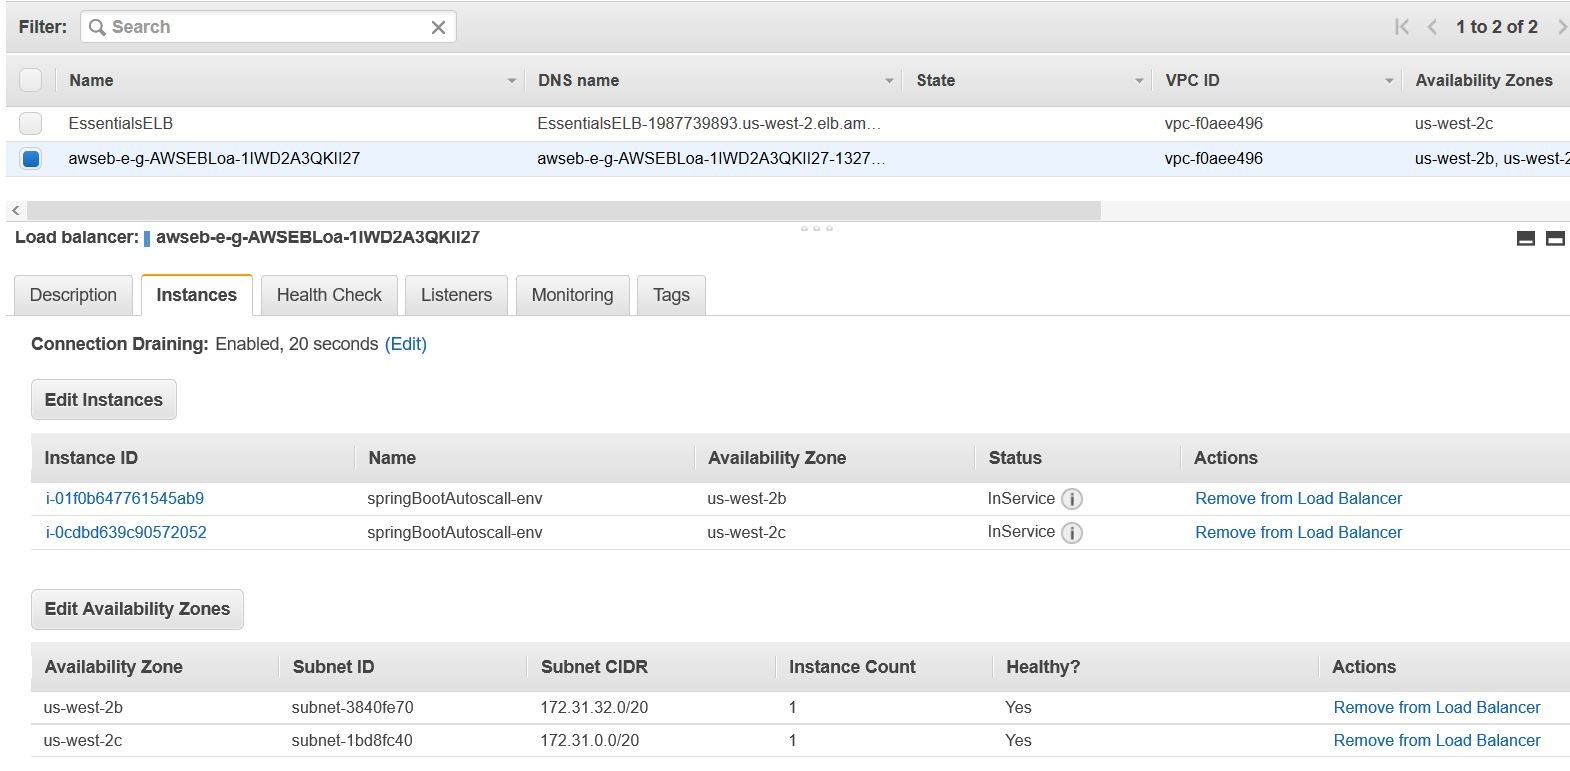 Filter: Search 1 to 2 of 2
Name DNS name State VPC ID Availability Zones
EssentialsELB EssentialsELB-1987739893.us-west-2.elb.am... vpc-f0aee496 us-west-2c
awseb-e-g-AWSEBLoa-1IWD2A3QKII27 awseb-e-g-AWSEBLoa-1IWD2A3QKII27-1327... vpc-f0aee496 us-west-2b, us-west-2
Load balancer: awseb-e-g-AWSEBLoa-1IWD2A3QKII27
Description Instances Health Check Listeners Monitoring Tags
Connection Draining: Enabled, 20 seconds (Edit)
Edit Instances
Instance ID Name Availability Zone Status Actions
i-01f0b647761545ab9 springBootAutoscall-env us-west-2b InService i Remove from Load Balancer
i-0cdbd639c90572052 springBootAutoscall-env us-west-2c InService i Remove from Load Balancer
Edit Availability Zones
Availability Zone Subnet ID Subnet CIDR Instance Count Healthy? Actions
us-west-2b subnet-3840fe70 172.31.32.0/20 1 Yes Remove from Load Balancer
us-west-2c subnet-1bd8fc40 172.31.0.0/20 1 Yes Remove from Load Balancer